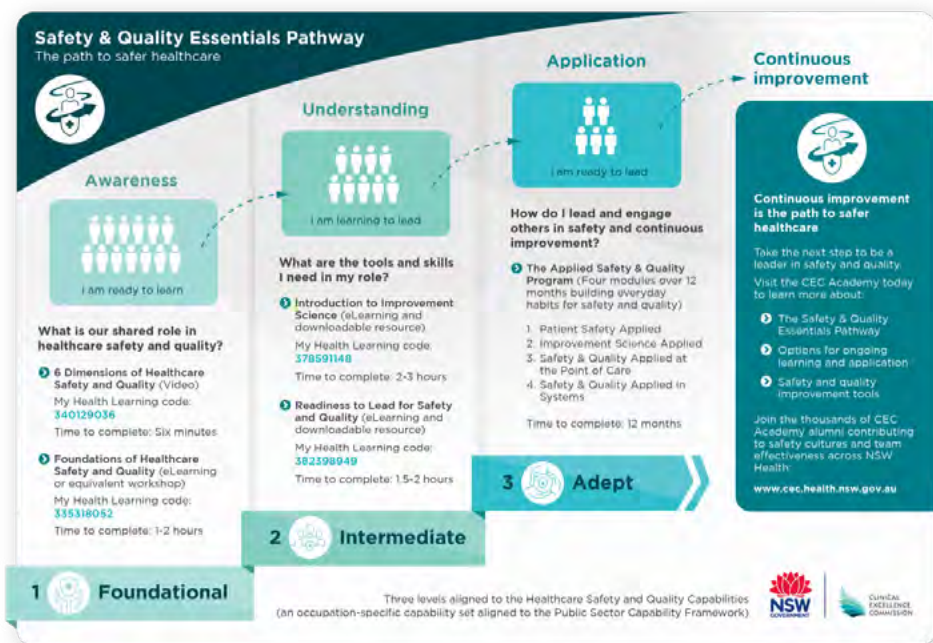 Safety & Quality Essentials Pathway
The path to safer healthcare
Awareness
I am ready to learn
What is our shared role in
healthcare safety and quality?
6 Dimensions of Healthcare
Safety and Quality (Video)
My Health Learning code:
340129036
Time to complete: Six minutes
Foundations of Healthcare
Safety and Quality (eLearning
or equivalent workshop)
My Health Learning code:
335318052
Time to complete: 1-2 hours
1 Foundational
Understanding
I am learning to lead
What are the tools and skills
I need in my role?
Introduction to Improvement
Science (eLearning and
downloadable resource)
My Health Learning code:
378591148
Time to complete: 2-3 hours
Readiness to Lead for Safety
and Quality (eLearning and
downloadable resource)
My Health Learning code:
382398949
Time to complete: 1.5-2 hours
2 Intermediate
Application
I am ready to lead
How do I lead and engage
others in safety and continuous
improvement?
The Applied Safety & Quality
Program (Four modules over 12
months building everyday
habits for safety and quality)
1. Patient Safety Applied
2. Improvement Science Applied
3. Safety & Quality Applied at
the Point of Care
4. Safety & Quality Applied in
Systems
Time to complete: 12 months
3 Adept
Continuous
improvement
Continuous improvement
is the path to safer
healthcare
Take the next step to be a
leader in safety and quality.
Visit the CEC Academy today
to learn more about:
The Safety & Quality
Essentials Pathway
Options for ongoing
learning and application
Safety and quality
improvement tools
Join the thousands of CEC
Academy alumni contributing
to safety cultures and team
effectiveness across NSW
Health:
www.cec.health.nsw.gov.au
Three levels aligned to the Healthcare Safety and Quality Capabilities
(an occupation-specific capability set aligned to the Public Sector Capability Framework)
NSW
GOVERNMENT
CLINICAL
EXCELLENCE
COMMISSION